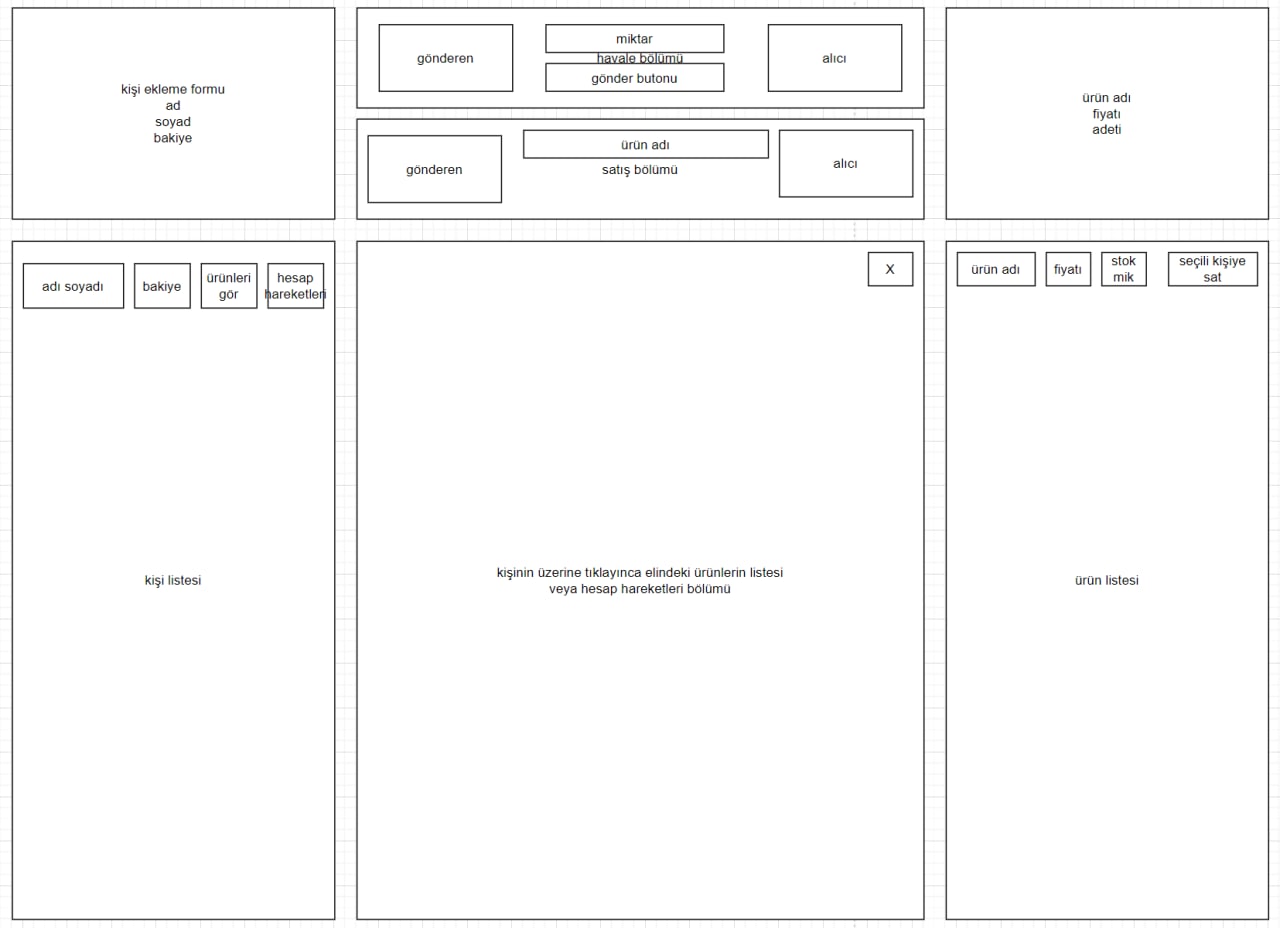 kişi ekleme formu
ad
soyad
bakiye
gönderen
miktar
havale bölümü
gönder butonu
alıcı
gönderen
ürün adı
satış bölümü
alıcı
ürün adı
fiyatı
adeti
adı soyadı
bakiye
ürünleri
gör
hesap
hareketleri
kişi listesi
X
kişinin üzerine tıklayınca elindeki ürünlerin listesi
veya hesap hareketleri bölümü
ürün adı
fiyatı
stok
mik
seçili kişiye
sat
ürün listesi